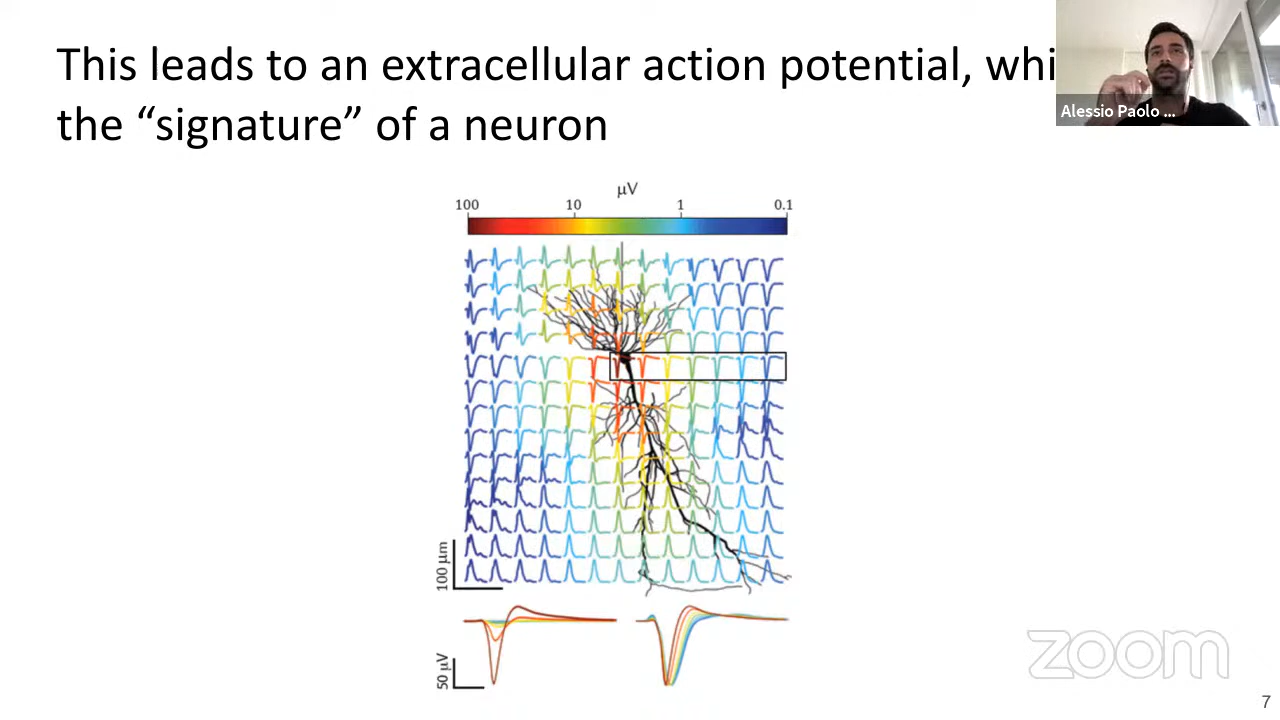 This leads to an extracellular action potential, whi
the “signature” of a neuron
Alessio Paolo ...
μV
100 10 1 0.1
100 μm
50 μV
zoom
7